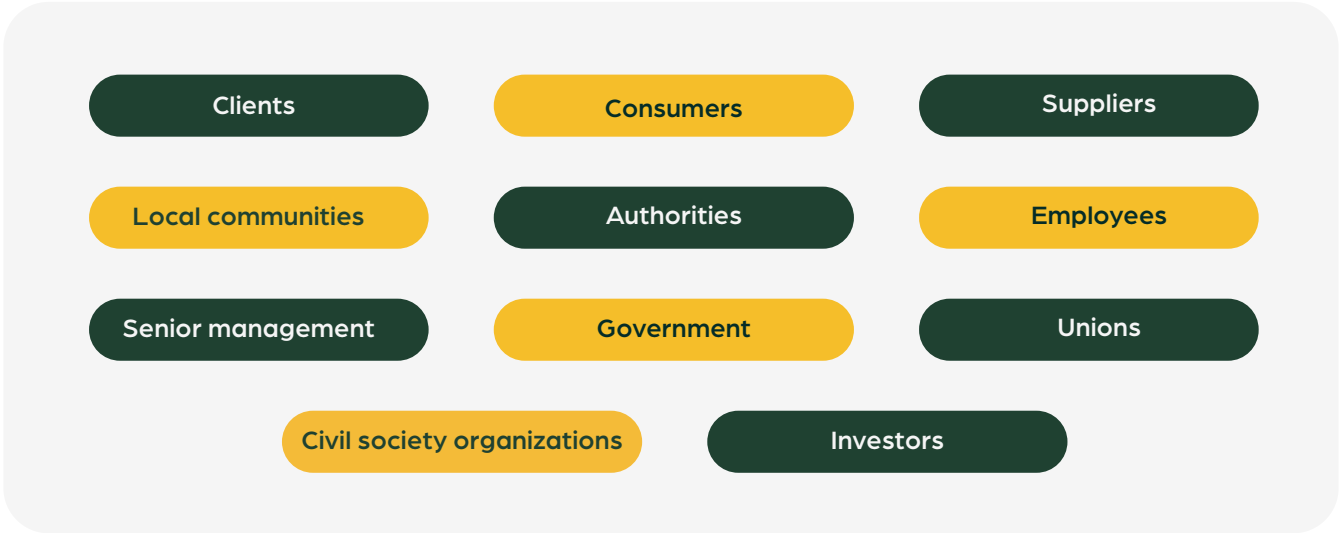 Clients
Consumers
Suppliers
Local communities
Authorities
Employees
Senior management
Government
Unions
Civil society organizations
Investors